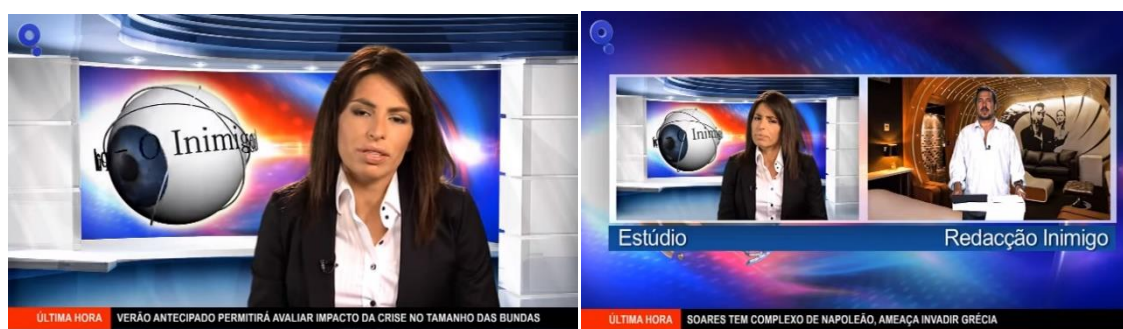 O Inimigo
ÚLTIMA HORA VERÃO ANTECIPADO PERMITIRÁ AVALIAR IMPACTO DA CRISE NO TAMANHO DAS BUNDAS
O Inimig
Estúdio Redacção Inimigo
ÚLTIMA HORA SOARES TEM COMPLEXO DE NAPOLEÃO, AMEAÇA INVADIR GRÉCIA